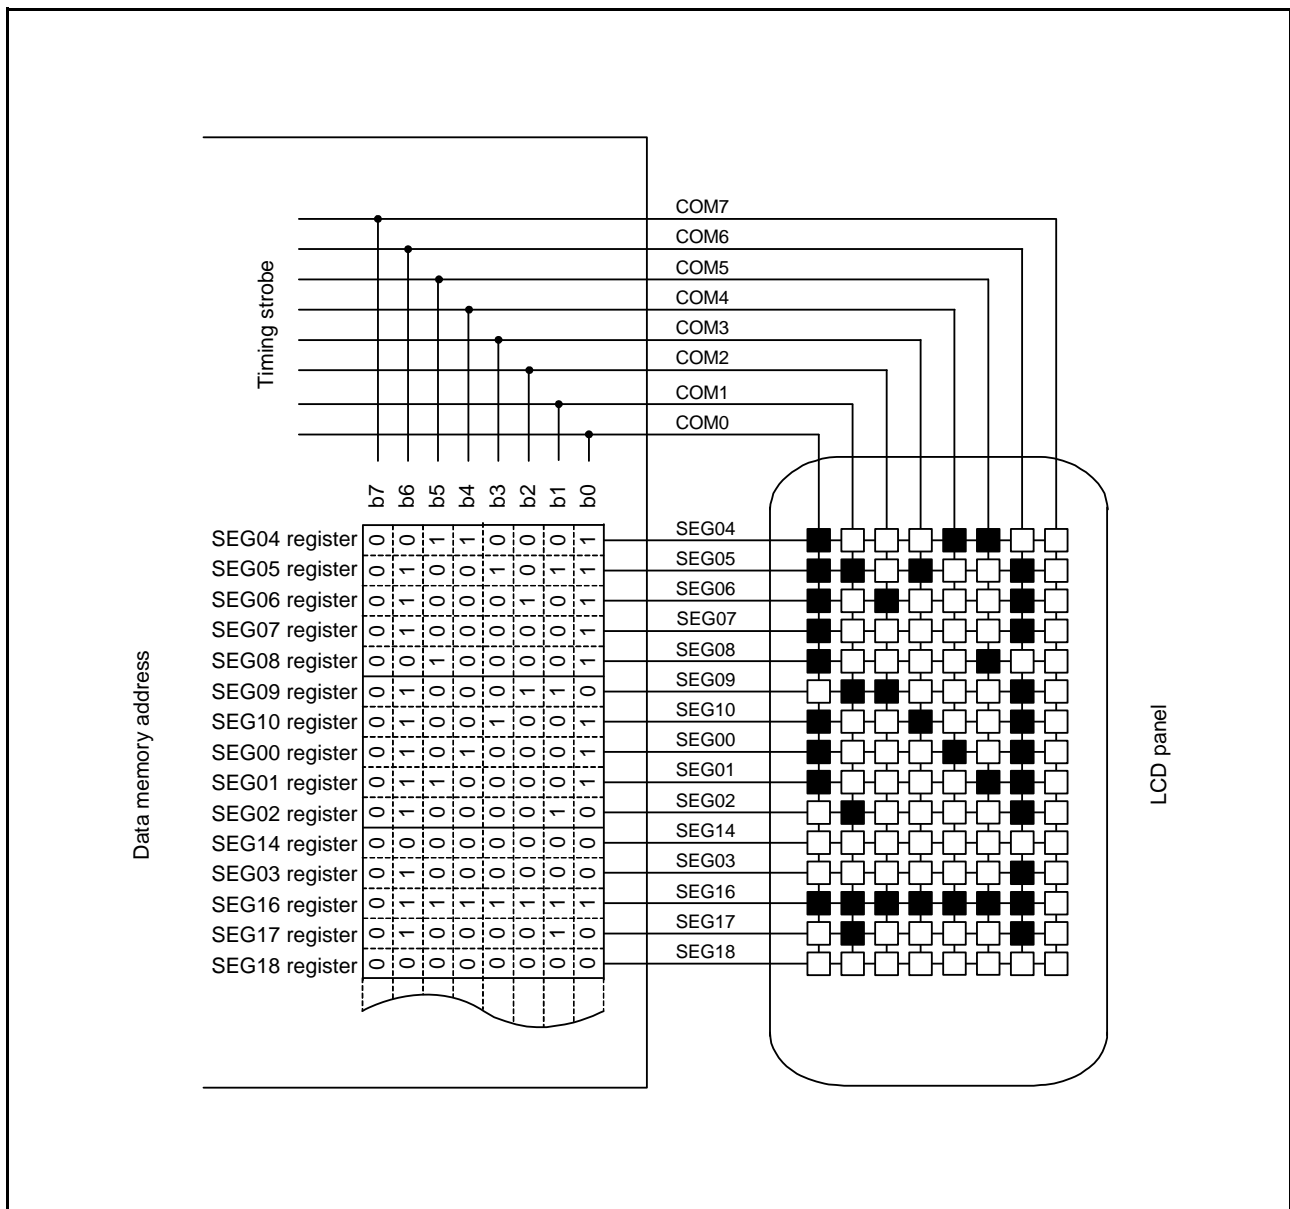 COM7
COM6
COM5
COM4
COM3
COM2
COM1
COM0
Timing strobe
b7 b6 b5 b4 b3 b2 b1 b0
Data memory address
SEG04 register 0 0 1 1 0 0 0 1 SEG04
SEG05 register 0 1 0 0 1 0 1 1 SEG05
SEG06 register 0 1 0 0 0 1 0 1 SEG06
SEG07 register 0 1 0 0 0 0 0 1 SEG07
SEG08 register 0 0 1 0 0 0 0 1 SEG08
SEG09 register 0 1 0 0 0 1 1 0 SEG09
SEG10 register 0 1 0 0 1 0 0 1 SEG10
SEG00 register 0 1 0 1 0 0 0 1 SEG00
SEG01 register 0 1 1 0 0 0 0 1 SEG01
SEG02 register 0 1 0 0 0 0 1 0 SEG02
SEG14 register 0 0 0 0 0 0 0 0 SEG14
SEG03 register 0 1 0 0 0 0 0 0 SEG03
SEG16 register 0 1 1 1 1 1 1 1 SEG16
SEG17 register 0 1 0 0 0 0 1 0 SEG17
SEG18 register 0 0 0 0 0 0 0 0 SEG18
LCD panel